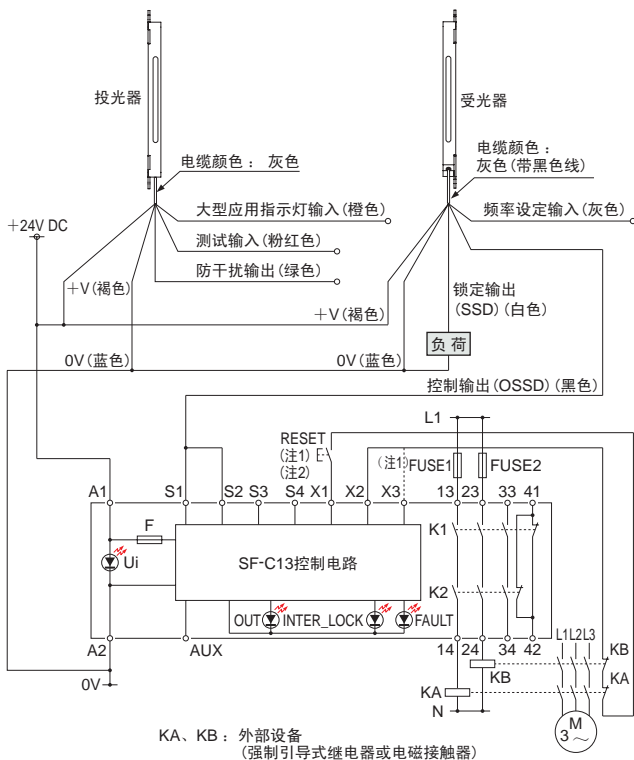 投光器
受光器
电缆颜色： 灰色
电缆颜色：
灰色(带黑色线)
大型应用指示灯输入(橙色)
频率设定输入(灰色)
+24V DC
测试输入(粉红色)
防干扰输出(绿色)
+V(褐色)
+V(褐色)
锁定输出
(SSD)(白色)
负荷
0V(蓝色)
0V(蓝色)
控制输出(OSSD)(黑色)
L1
RESET
(注1)
(注2)
(注1)
FUSE1
FUSE2
A1
S1
S2
S3
S4
X1
X2
X3
13
23
33
41
F
K1
Ui
SF-C13控制电路
K2
OUT
INTER_LOCK
FAULT
A2
AUX
14
24
34
42
L1 L2 L3
KB
KB
KA
KA
0V
N
M
3～
KA、KB： 外部设备
(强制引导式继电器或电磁接触器)